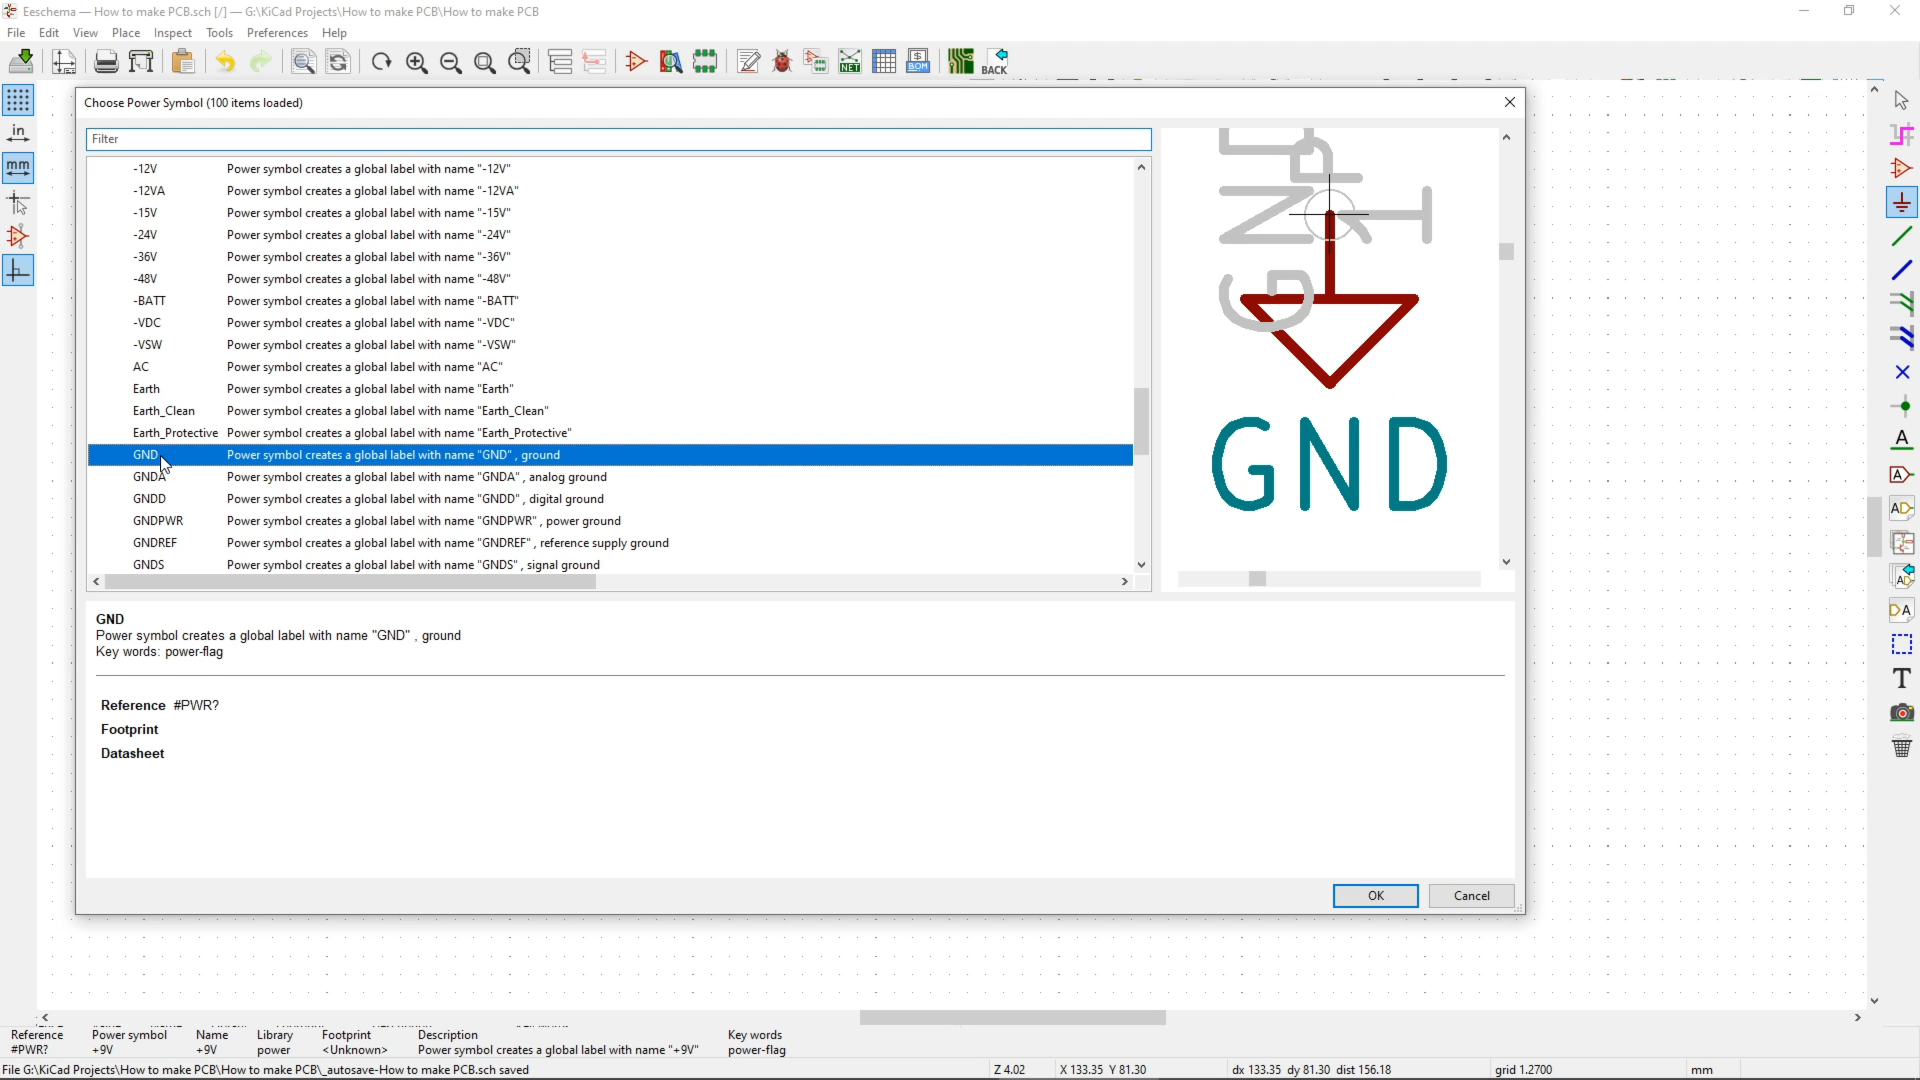 Eeschema — How to make PCB.sch [/] — G:\KiCad Projects\How to make PCB\How to make PCB
File Edit View Place Inspect Tools Preferences Help
NET
BOM
BACK
in
mm
Choose Power Symbol (100 items loaded)
Filter
-12V Power symbol creates a global label with name "-12V"
-12VA Power symbol creates a global label with name "-12VA"
-15V Power symbol creates a global label with name "-15V"
-24V Power symbol creates a global label with name "-24V"
-36V Power symbol creates a global label with name "-36V"
-48V Power symbol creates a global label with name "-48V"
-BATT Power symbol creates a global label with name "-BATT"
-VDC Power symbol creates a global label with name "-VDC"
-VSW Power symbol creates a global label with name "-VSW"
AC Power symbol creates a global label with name "AC"
Earth Power symbol creates a global label with name "Earth"
Earth_Clean Power symbol creates a global label with name "Earth_Clean"
Earth_Protective Power symbol creates a global label with name "Earth_Protective"
GND Power symbol creates a global label with name "GND" , ground
GNDA Power symbol creates a global label with name "GNDA" , analog ground
GNDD Power symbol creates a global label with name "GNDD" , digital ground
GNDPWR Power symbol creates a global label with name "GNDPWR" , power ground
GNDREF Power symbol creates a global label with name "GNDREF" , reference supply ground
GNDS Power symbol creates a global label with name "GNDS" , signal ground
GND
1
GND
GND
Power symbol creates a global label with name "GND" , ground
Key words: power-flag
Reference #PWR?
Footprint
Datasheet
OK Cancel
A
A
AD
AD
DA
T
Reference Power symbol Name Library Footprint Description Key words
#PWR? +9V +9V power <Unknown> Power symbol creates a global label with name "+9V" power-flag
File G:\KiCad Projects\How to make PCB\How to make PCB\_autosave-How to make PCB.sch saved Z 4.02 X 133.35 Y 81.30 dx 133.35 dy 81.30 dist 156.18 grid 1.2700 mm